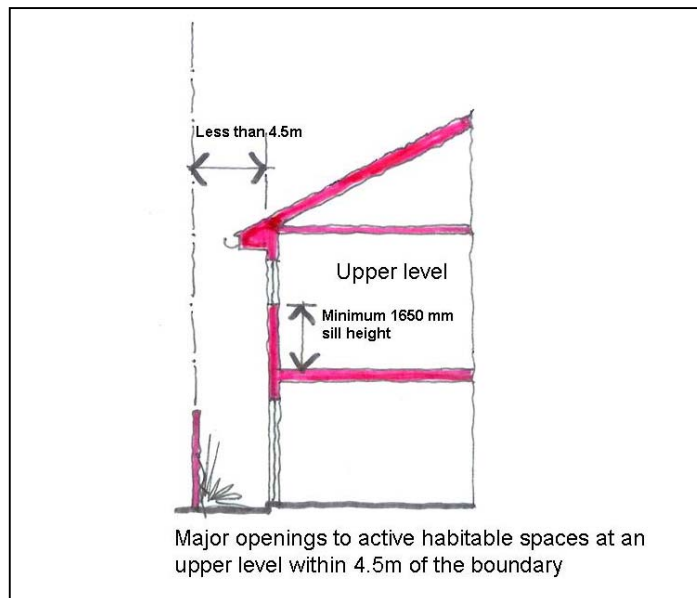 Less than 4.5m
Upper level
Minimum 1650 mm
sill height
Major openings to active habitable spaces at an
upper level within 4.5m of the boundary